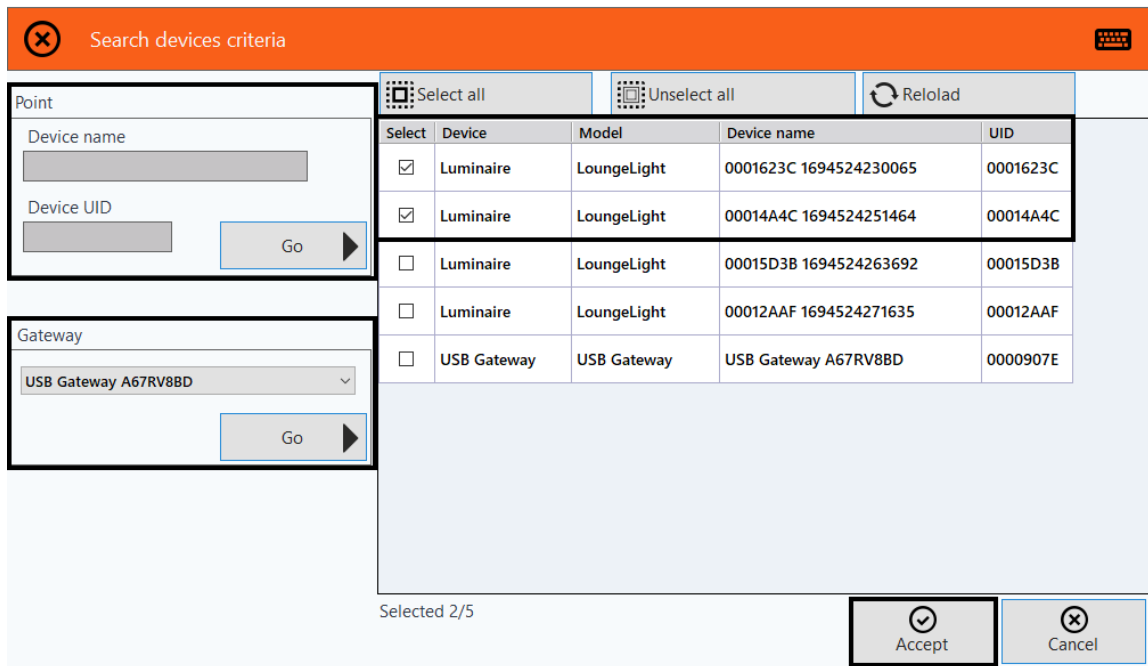 Search devices criteria
Point
Device name
Device UID
Go
Gateway
USB Gateway A67RV8BD
Go
Select all Unselect all Relolad
Select Device Model Device name UID
Luminaire LoungeLight 0001623C 1694524230065 0001623C
Luminaire LoungeLight 00014A4C 1694524251464 00014A4C
Luminaire LoungeLight 00015D3B 1694524263692 00015D3B
Luminaire LoungeLight 00012AAF 1694524271635 00012AAF
USB Gateway USB Gateway USB Gateway A67RV8BD 0000907E
Selected 2/5
Accept Cancel